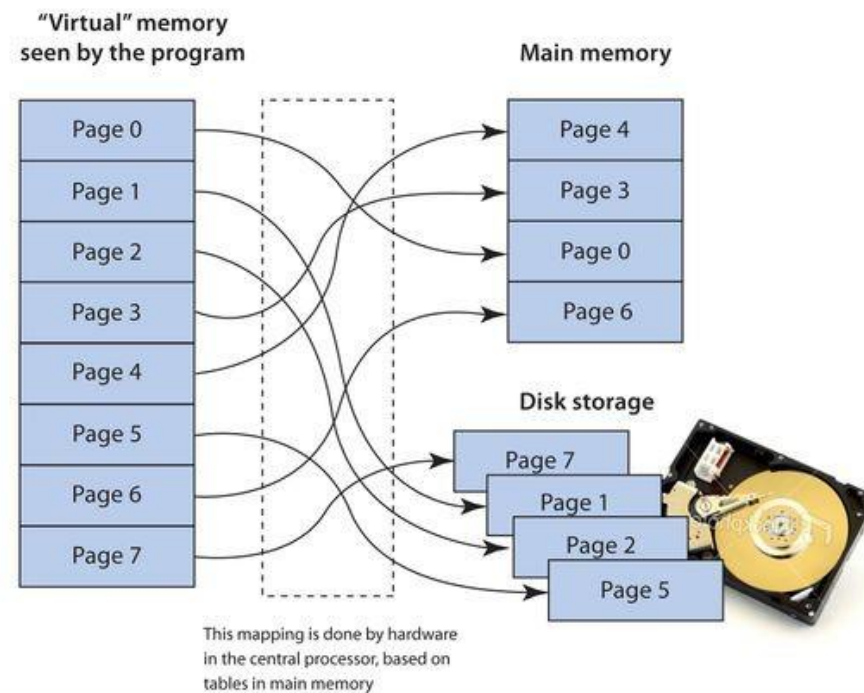 “Virtual” memory
seen by the program
Page 0
Page 1
Page 2
Page 3
Page 4
Page 5
Page 6
Page 7
This mapping is done by hardware
in the central processor, based on
tables in main memory
Main memory
Page 4
Page 3
Page 0
Page 6
Disk storage
Page 7
Page 1
Page 2
Page 5